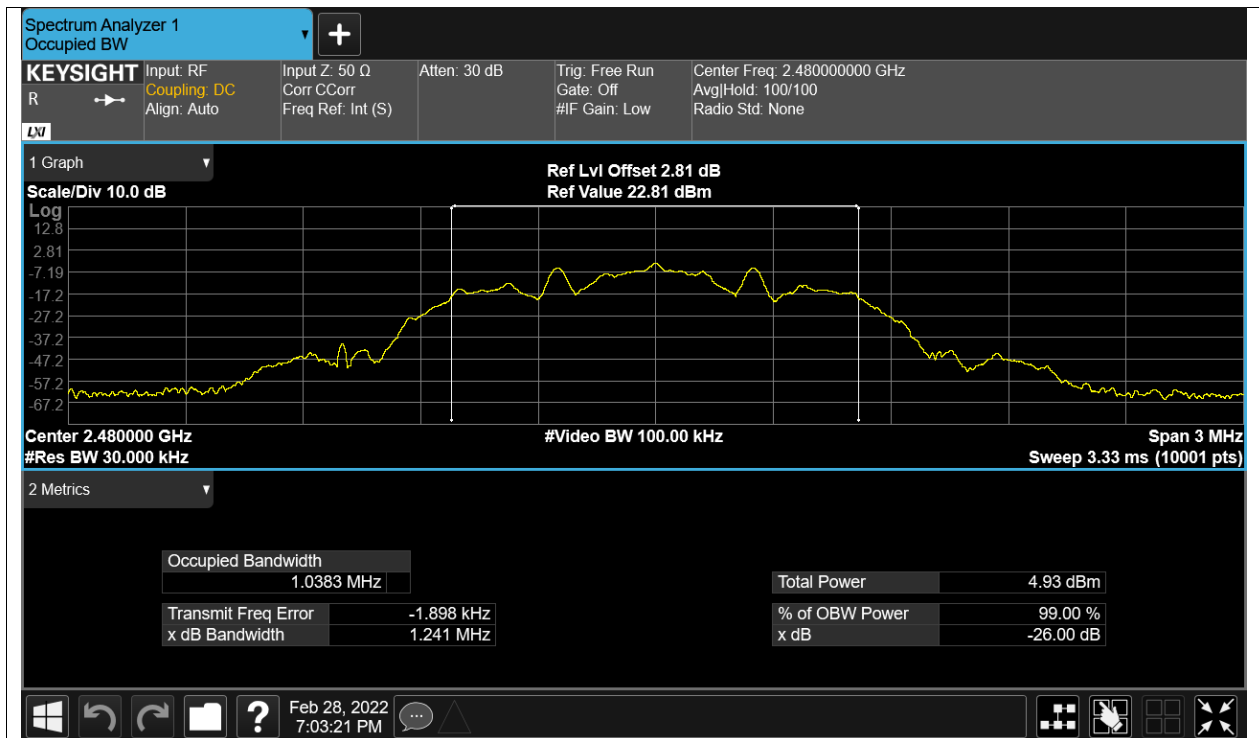 Spectrum Analyzer 1
Occupied BW
KEYSIGHT
R
LXI
Input: RF
Coupling: DC
Align: Auto
Input Z: 50 Ω
Corr CCorr
Freq Ref: Int (S)
Atten: 30 dB
Trig: Free Run
Gate: Off
#IF Gain: Low
Center Freq: 2.480000000 GHz
Avg|Hold: 100/100
Radio Std: None
1 Graph
Scale/Div 10.0 dB
Ref Lvl Offset 2.81 dB
Ref Value 22.81 dBm
Log
12.8
2.81
-7.19
-17.2
-27.2
-37.2
-47.2
-57.2
-67.2
Center 2.480000 GHz
#Res BW 30.000 kHz
#Video BW 100.00 kHz
Span 3 MHz
Sweep 3.33 ms (10001 pts)
2 Metrics
Occupied Bandwidth
1.0383 MHz
Transmit Freq Error -1.898 kHz
x dB Bandwidth 1.241 MHz
Total Power 4.93 dBm
% of OBW Power 99.00 %
x dB -26.00 dB
?
Feb 28, 2022
7:03:21 PM